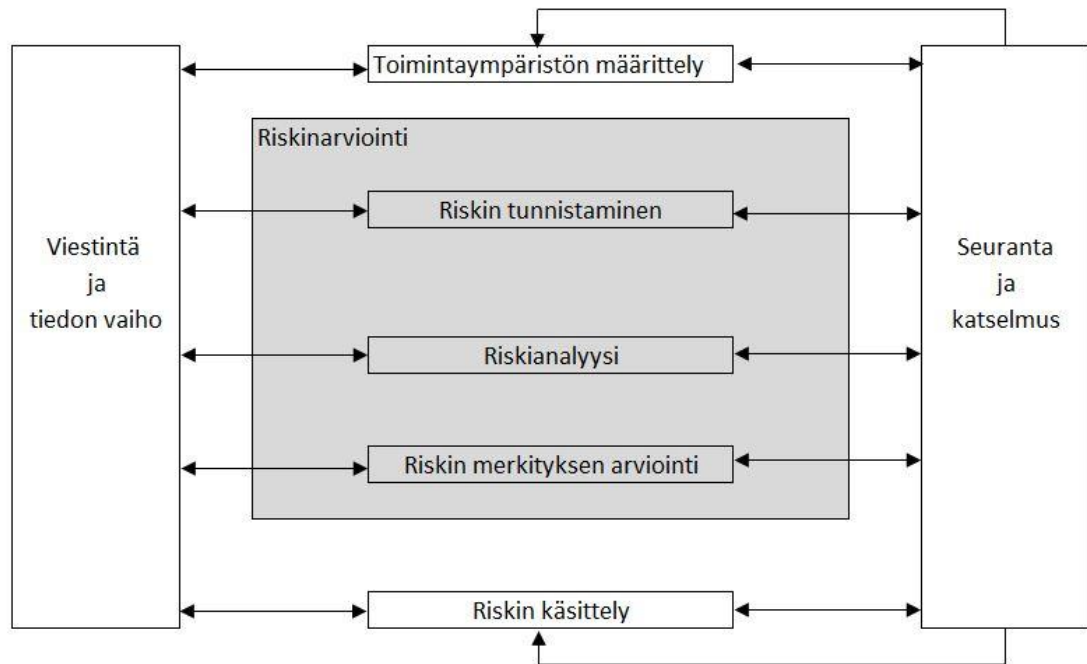 Toimintaympäristön määrittely
Riskinarviointi
Riskin tunnistaminen
Viestintä
ja
tiedon vaiho
Seuranta
ja
katselmus
Riskianalyysi
Riskin merkityksen arviointi
Riskin käsittely